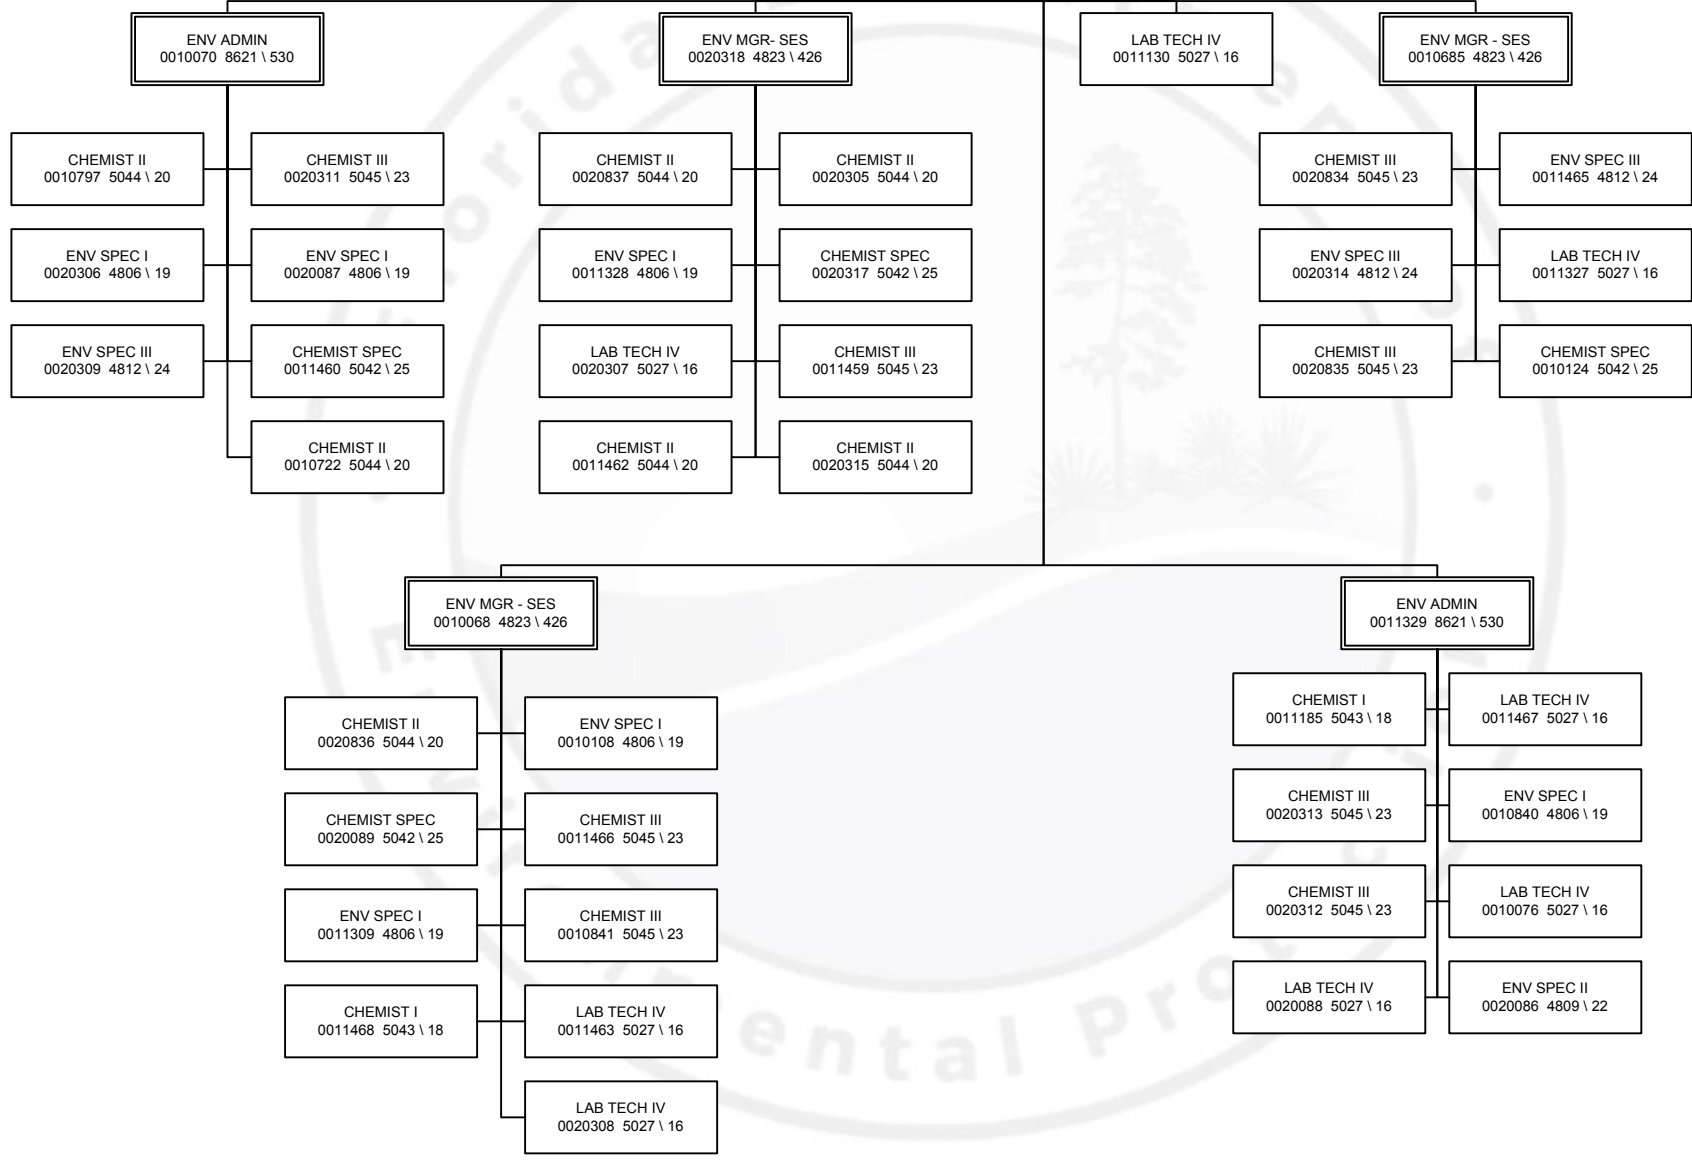 ENV ADMIN
0010070 8621 \ 530
ENV MGR- SES
0020318 4823 \ 426
LAB TECH IV
0011130 5027 \ 16
ENV MGR - SES
0010685 4823 \ 426
CHEMIST II
0010797 5044 \ 20
CHEMIST III
0020311 5045 \ 23
ENV SPEC I
0020306 4806 \ 19
ENV SPEC I
0020087 4806 \ 19
ENV SPEC III
0020309 4812 \ 24
CHEMIST SPEC
0011460 5042 \ 25
CHEMIST II
0010722 5044 \ 20
CHEMIST II
0020837 5044 \ 20
CHEMIST II
0020305 5044 \ 20
ENV SPEC I
0011328 4806 \ 19
CHEMIST SPEC
0020317 5042 \ 25
LAB TECH IV
0020307 5027 \ 16
CHEMIST III
0011459 5045 \ 23
CHEMIST II
0011462 5044 \ 20
CHEMIST II
0020315 5044 \ 20
CHEMIST III
0020834 5045 \ 23
ENV SPEC III
0011465 4812 \ 24
ENV SPEC III
0020314 4812 \ 24
LAB TECH IV
0011327 5027 \ 16
CHEMIST III
0020835 5045 \ 23
CHEMIST SPEC
0010124 5042 \ 25
ENV MGR - SES
0010068 4823 \ 426
ENV ADMIN
0011329 8621 \ 530
CHEMIST II
0020836 5044 \ 20
ENV SPEC I
0010108 4806 \ 19
CHEMIST SPEC
0020089 5042 \ 25
CHEMIST III
0011466 5045 \ 23
ENV SPEC I
0011309 4806 \ 19
CHEMIST III
0010841 5045 \ 23
CHEMIST I
0011468 5043 \ 18
LAB TECH IV
0011463 5027 \ 16
LAB TECH IV
0020308 5027 \ 16
CHEMIST I
0011185 5043 \ 18
LAB TECH IV
0011467 5027 \ 16
CHEMIST III
0020313 5045 \ 23
ENV SPEC I
0010840 4806 \ 19
CHEMIST III
0020312 5045 \ 23
LAB TECH IV
0010076 5027 \ 16
LAB TECH IV
0020088 5027 \ 16
ENV SPEC II
0020086 4809 \ 22